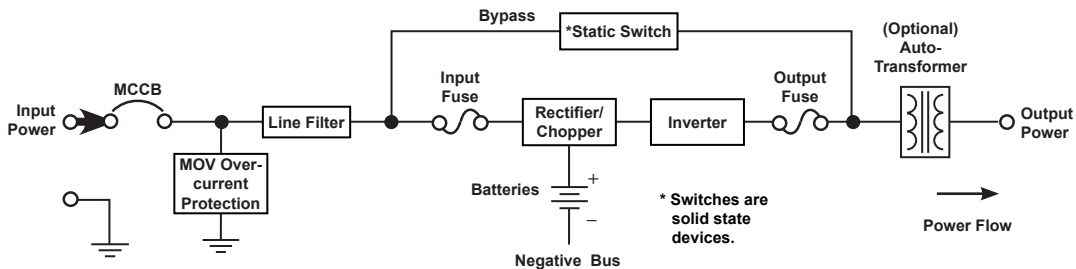 Bypass
*Static Switch
(Optional)
Auto-
Transformer
MCCB
Input
Fuse
Output
Fuse
Input
Power
Line Filter
Rectifier/
Chopper
Inverter
Output
Power
MOV Over-
current
Protection
Batteries
+
–
* Switches are
solid state
devices.
Power Flow
Negative Bus